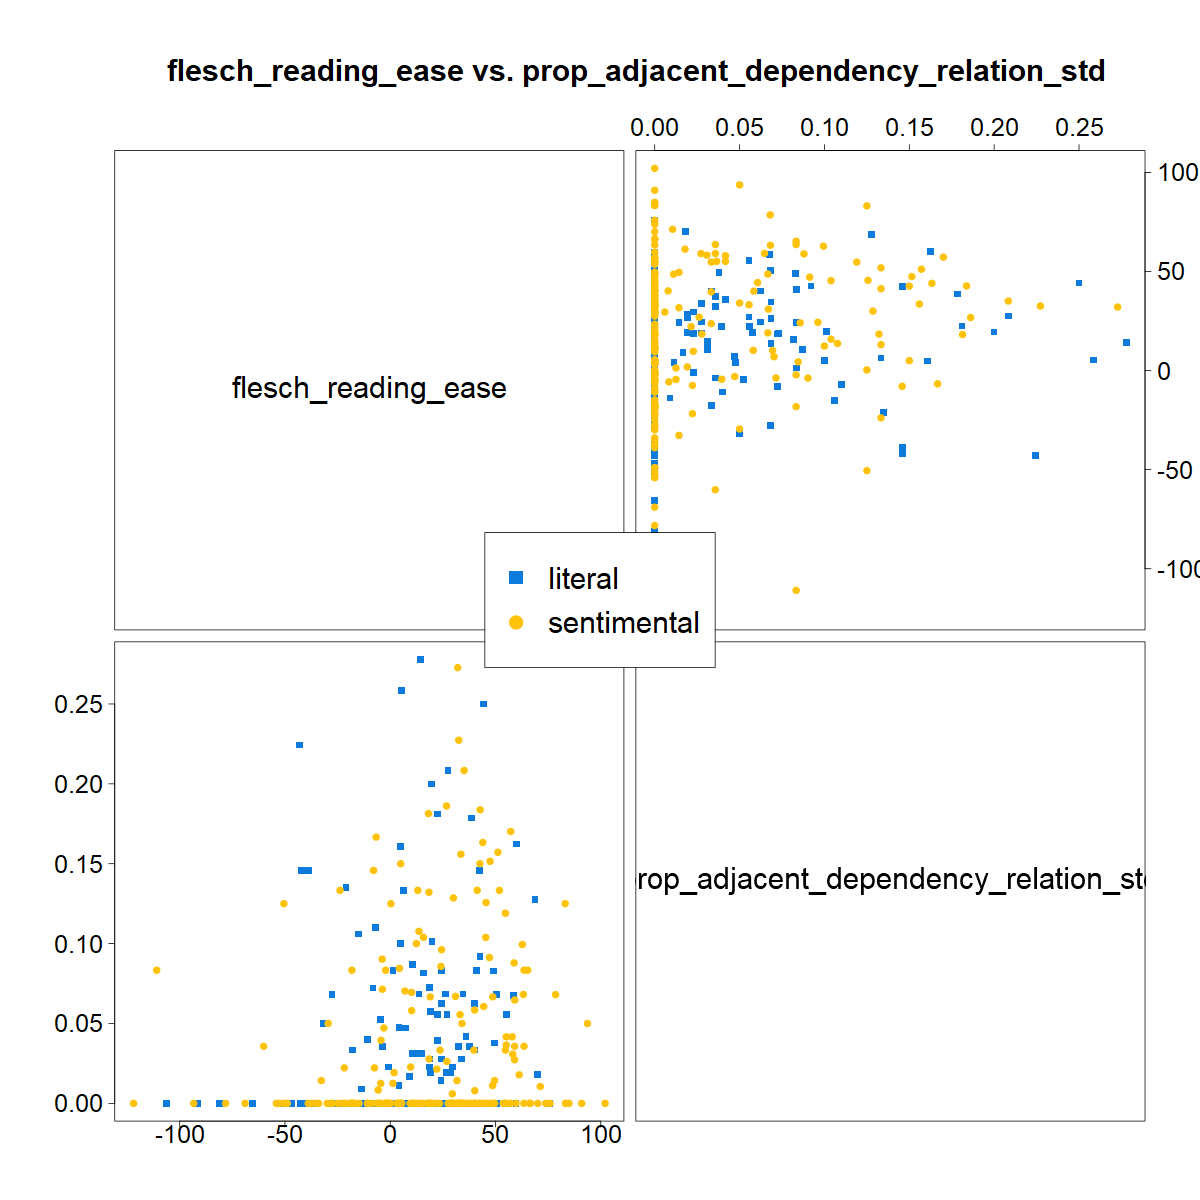 flesch_reading_ease vs. prop_adjacent_dependency_relation_std
0.00 0.05 0.10 0.15 0.20 0.25
flesch_reading_ease
100
50
0
-50
-100
literal
sentimental
0.25
0.20
0.15
0.10
0.05
0.00
rop_adjacent_dependency_relation_st
-100 -50 0 50 100